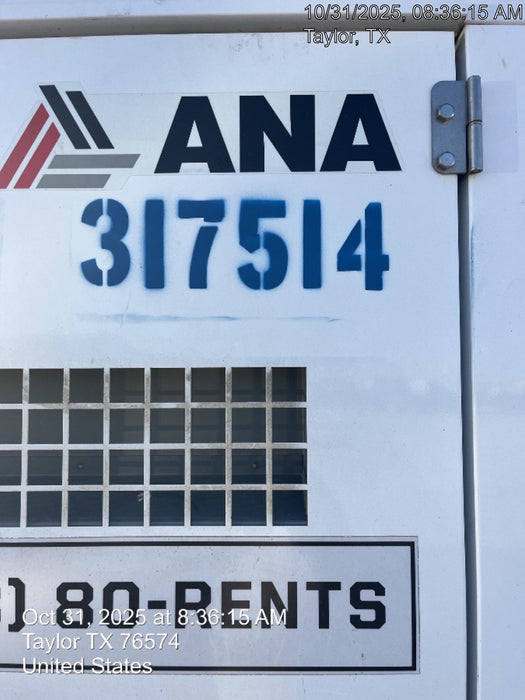 10/31/2025, 08:36:15 AM
Taylor, TX
ANA
317514
) 80-RENTS
Oct 31, 2025 at 8:36:15 AM
Taylor TX 76574
United States